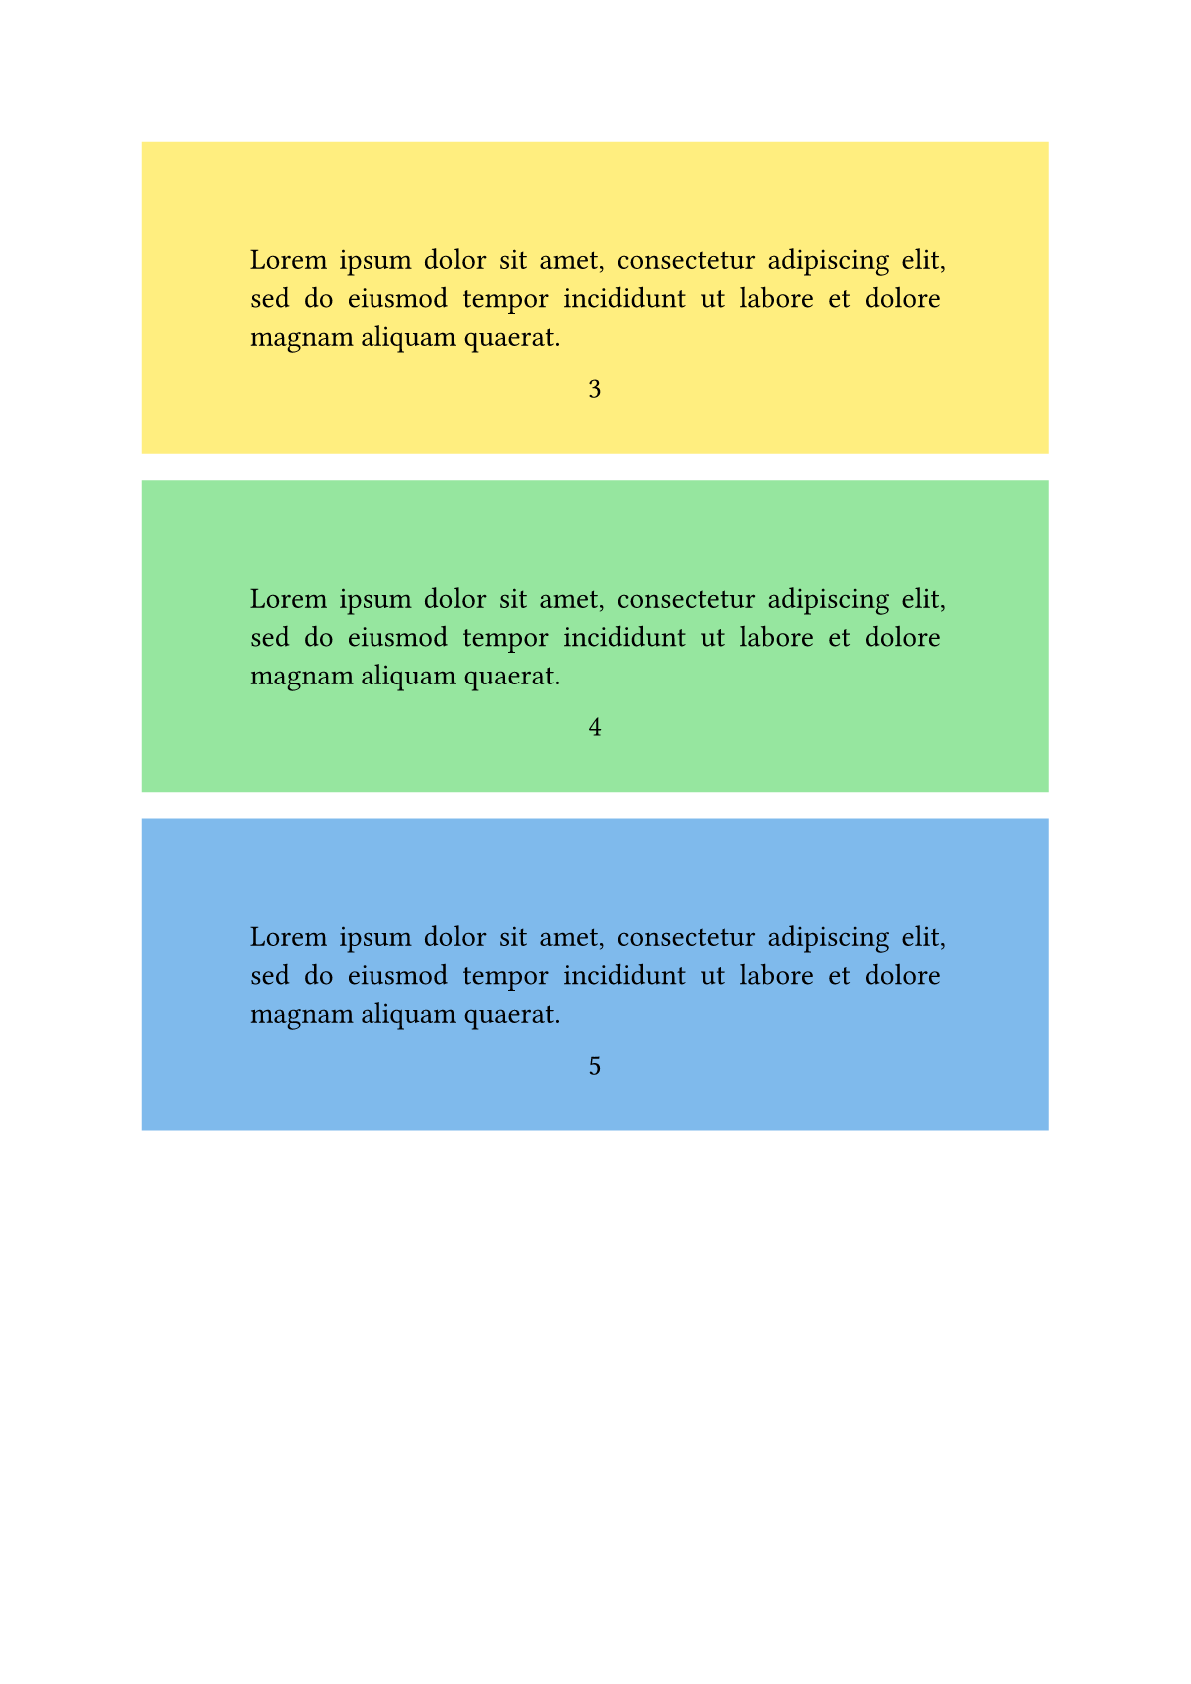 Lorem ipsum dolor sit amet, consectetur adipiscing elit,
sed do eiusmod tempor incididunt ut labore et dolore
magnam aliquam quaerat.
3
Lorem ipsum dolor sit amet, consectetur adipiscing elit,
sed do eiusmod tempor incididunt ut labore et dolore
magnam aliquam quaerat.
4
Lorem ipsum dolor sit amet, consectetur adipiscing elit,
sed do eiusmod tempor incididunt ut labore et dolore
magnam aliquam quaerat.
5